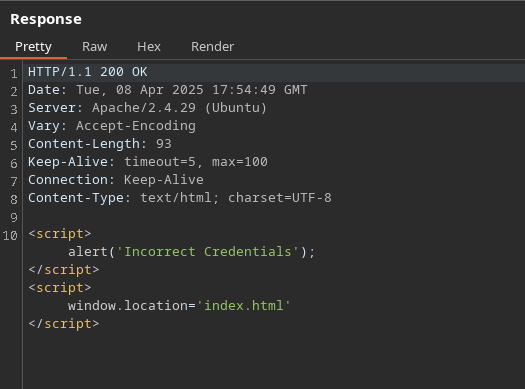 Response
Pretty Raw Hex Render
1 HTTP/1.1 200 OK
2 Date: Tue, 08 Apr 2025 17:54:49 GMT
3 Server: Apache/2.4.29 (Ubuntu)
4 Vary: Accept-Encoding
5 Content-Length: 93
6 Keep-Alive: timeout=5, max=100
7 Connection: Keep-Alive
8 Content-Type: text/html; charset=UTF-8
9
10 <script>
alert('Incorrect Credentials');
</script>
<script>
window.location='index.html'
</script>